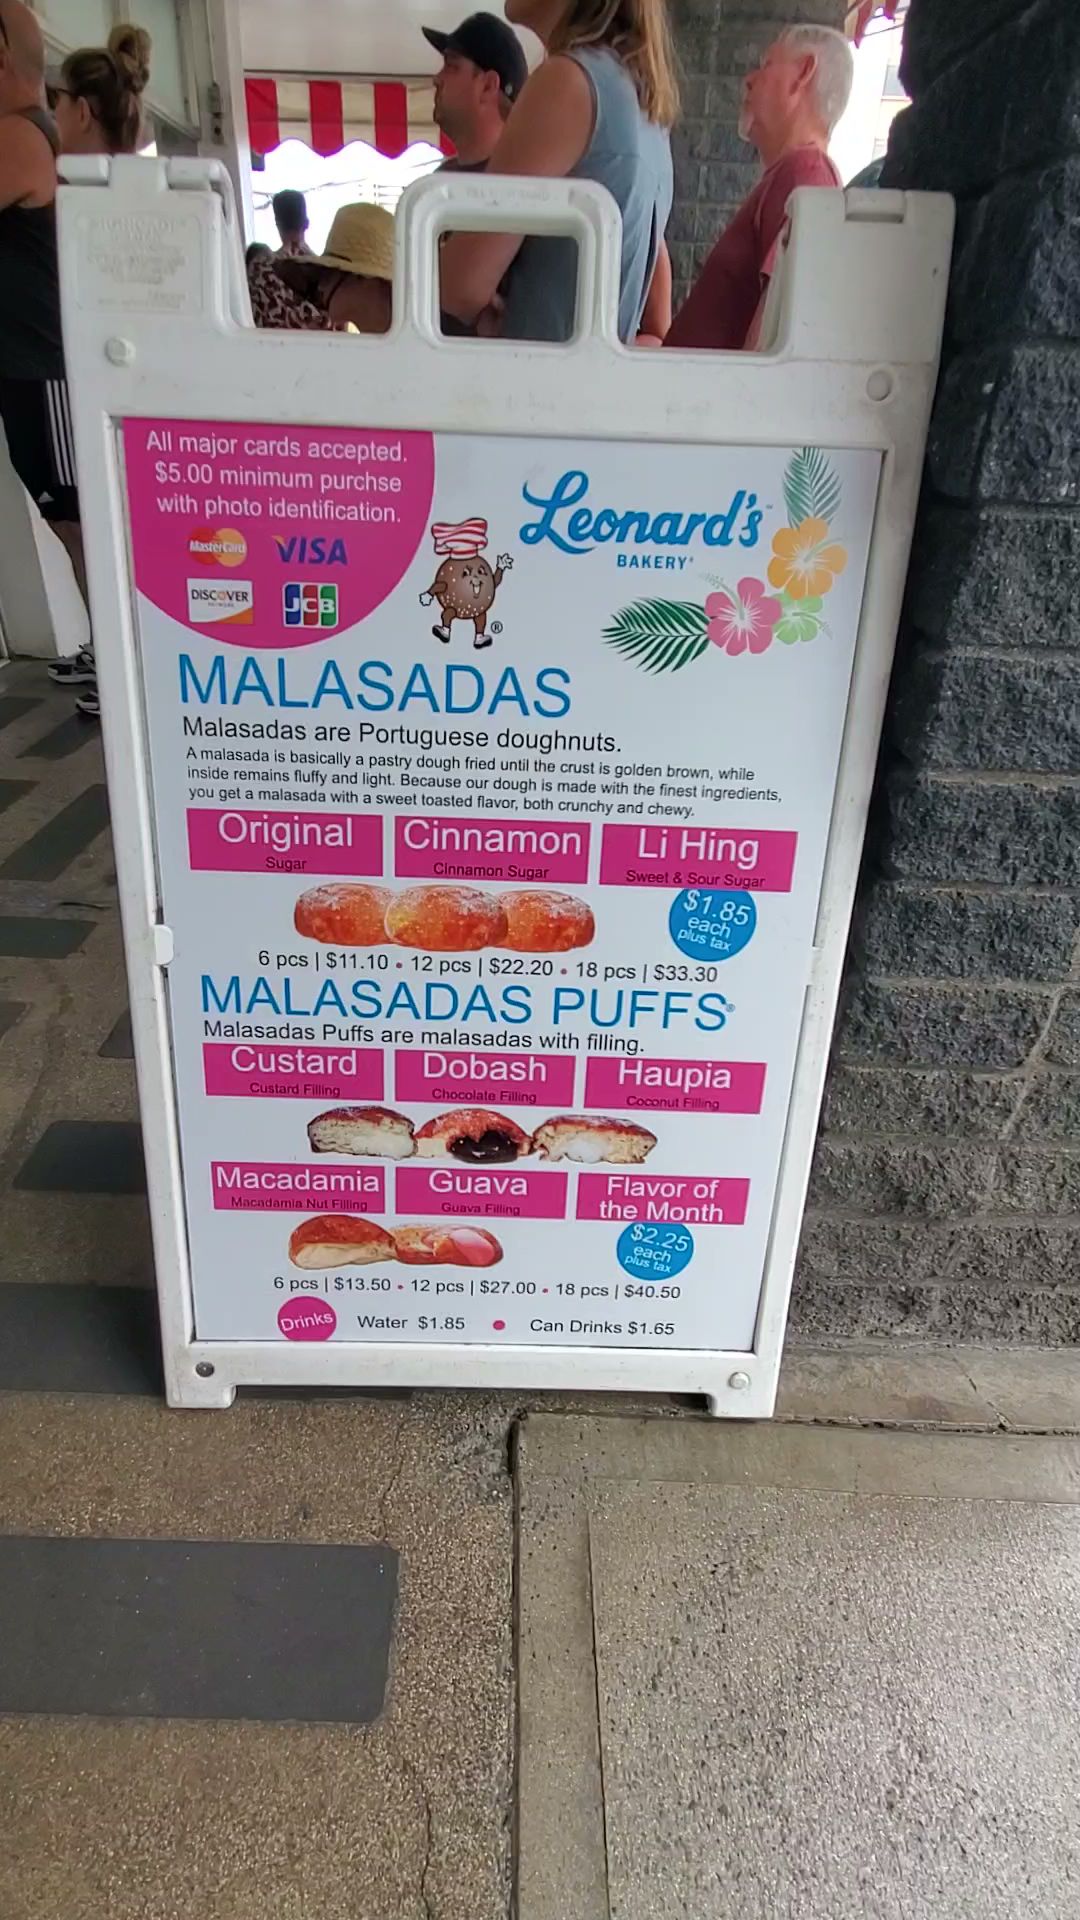 All major cards accepted.
$5.00 minimum purchse
with photo identification.
MasterCard VISA
DISCOVER JCB
Leonard's
BAKERY®
®
MALASADAS
Malasadas are Portuguese doughnuts.
A malasada is basically a pastry dough fried until the crust is golden brown, while
inside remains fluffy and light. Because our dough is made with the finest ingredients,
you get a malasada with a sweet toasted flavor, both crunchy and chewy.
Original Cinnamon Li Hing
Sugar Cinnamon Sugar Sweet & Sour Sugar
$1.85
each
plus tax
6 pcs | $11.10 • 12 pcs | $22.20 • 18 pcs | $33.30
MALASADAS PUFFS®
Malasadas Puffs are malasadas with filling.
Custard Dobash Haupia
Custard Filling Chocolate Filling Coconut Filling
Macadamia Guava Flavor of
the Month
Macadamia Nut Filling Guava Filling
$2.25
each
plus tax
6 pcs | $13.50 • 12 pcs | $27.00 • 18 pcs | $40.50
Drinks Water $1.85 • Can Drinks $1.65